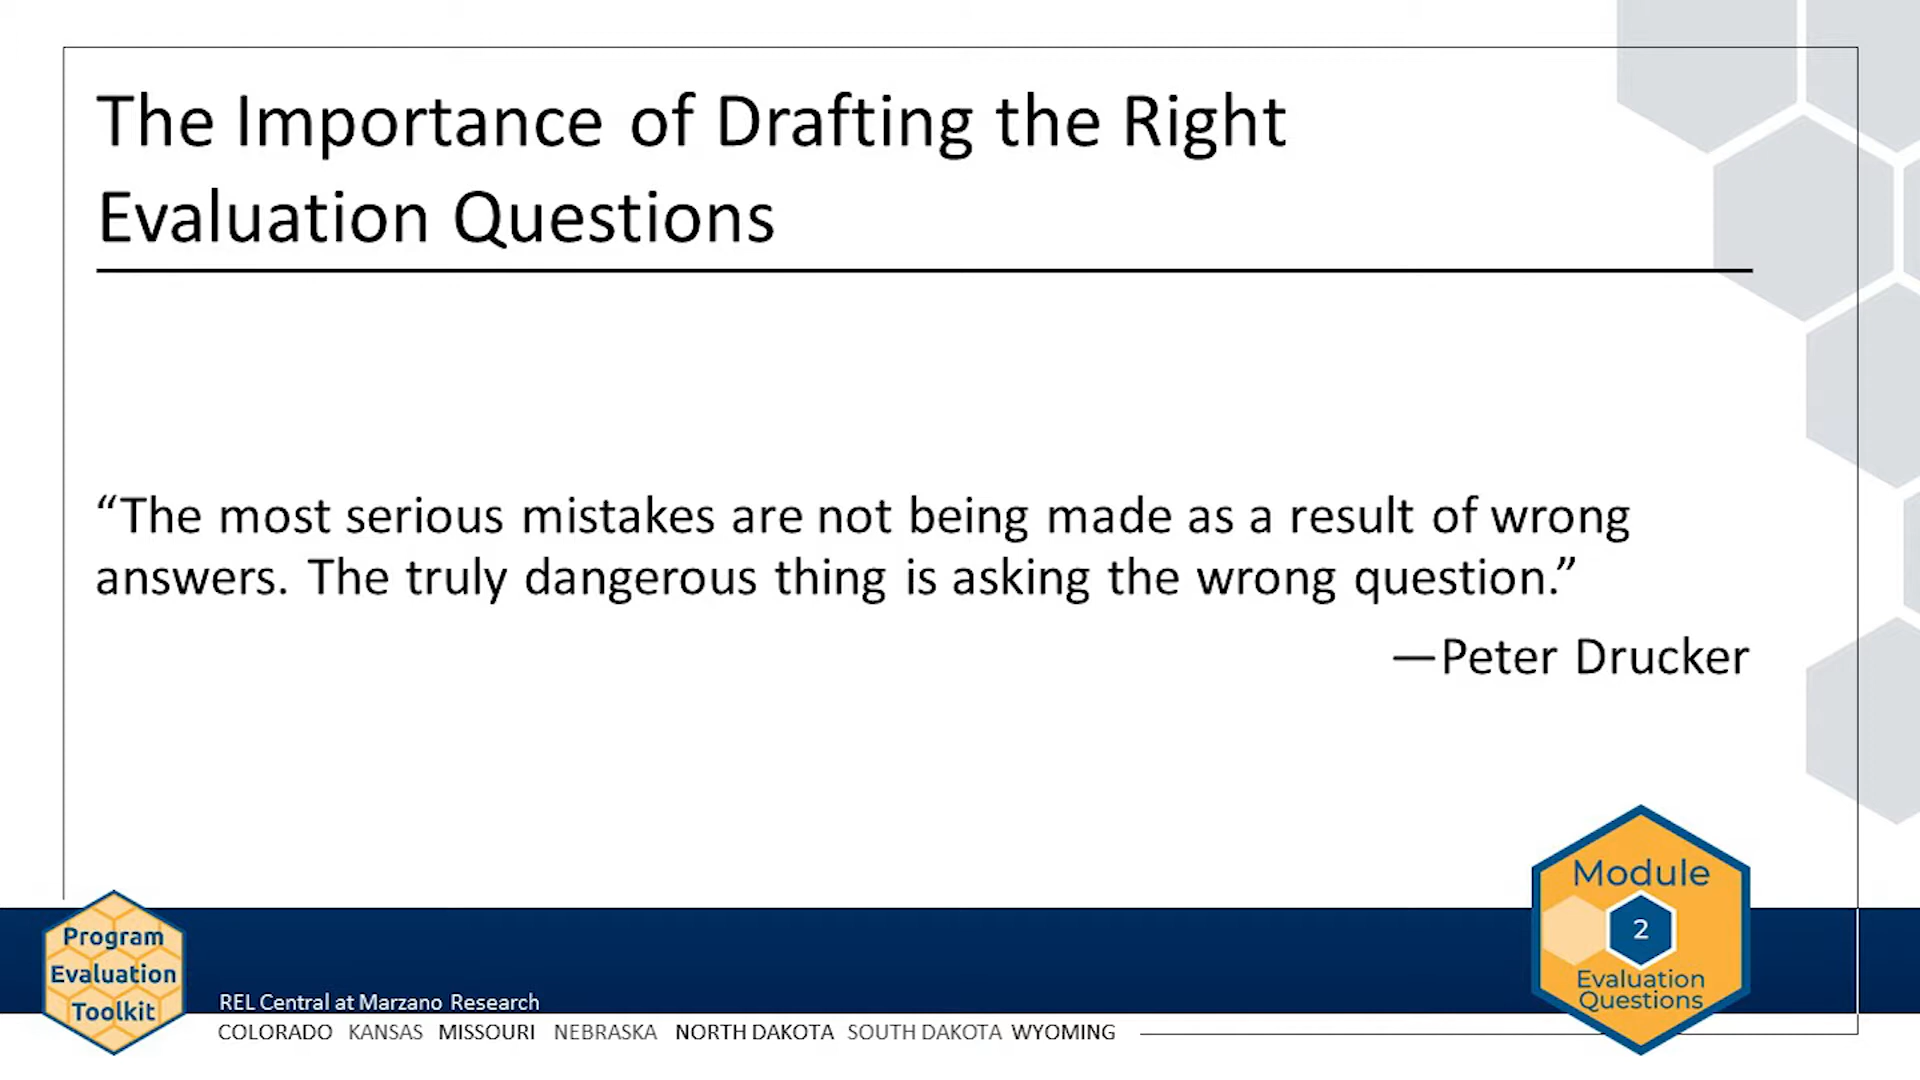 The Importance of Drafting the Right
Evaluation Questions
“The most serious mistakes are not being made as a result of wrong
answers. The truly dangerous thing is asking the wrong question.”
—Peter Drucker
Module
2
Evaluation
Questions
Program
Evaluation
Toolkit
REL Central at Marzano Research
COLORADO KANSAS MISSOURI NEBRASKA NORTH DAKOTA SOUTH DAKOTA WYOMING